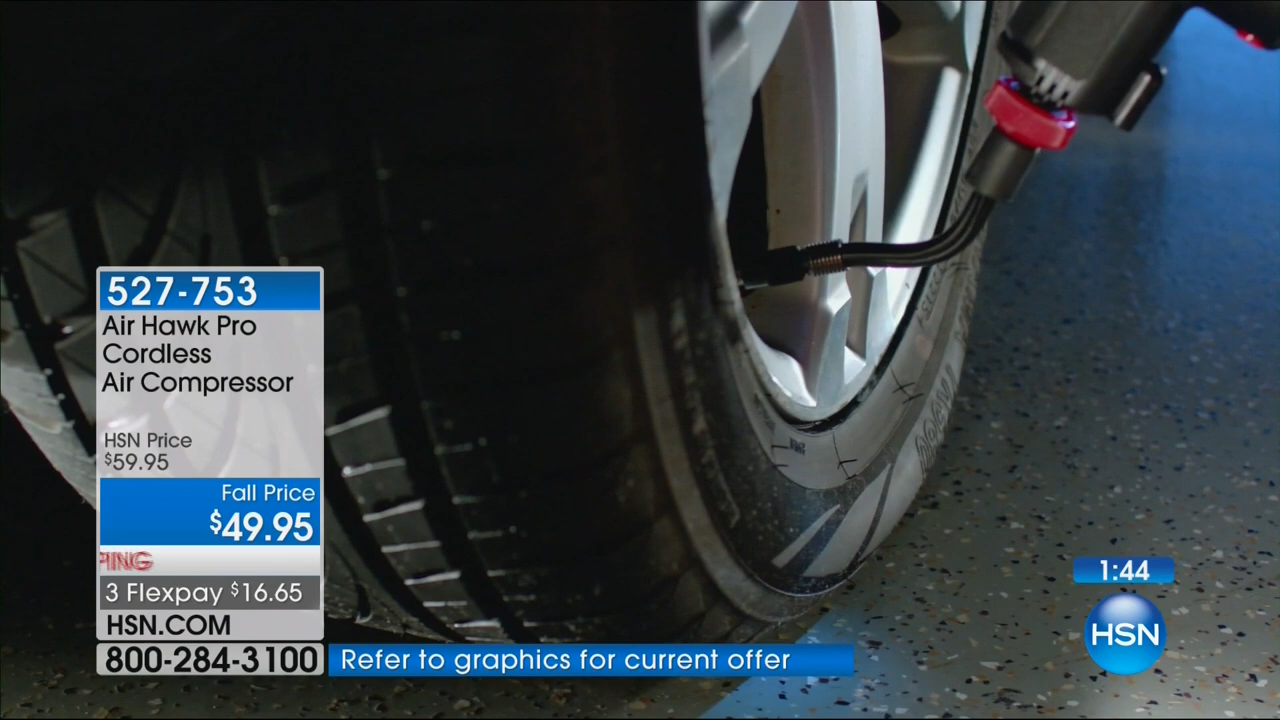 527-753
Air Hawk Pro
Cordless
Air Compressor
HSN Price
$59.95
Fall Price
$49.95
PING
3 Flexpay $16.65
HSN.COM
800-284-3100
Refer to graphics for current offer
1:44
HSN